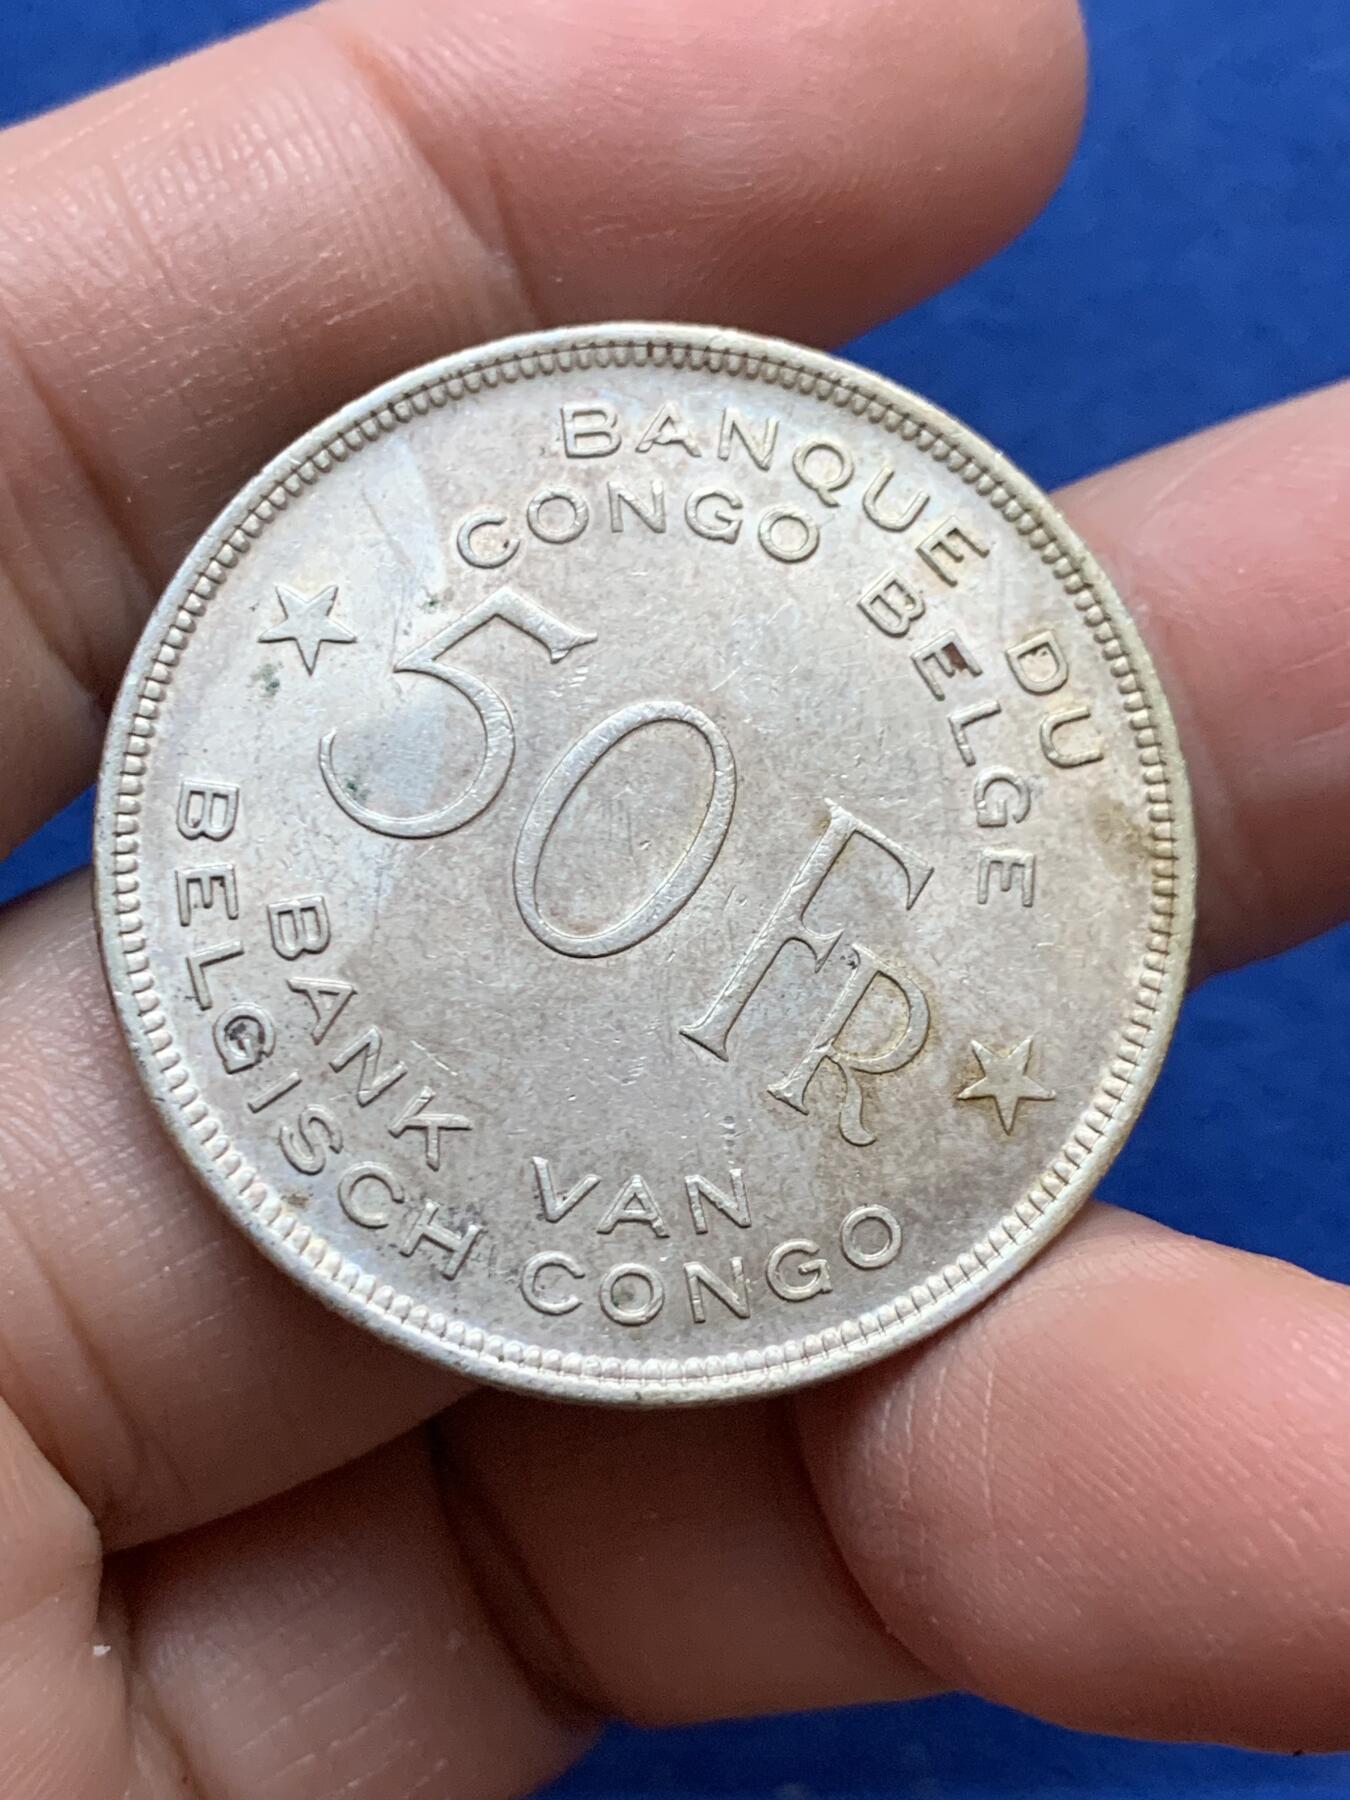 BANQUE DU
CONGO BELGE
50 FR
BANK VAN
BELGISCH CONGO